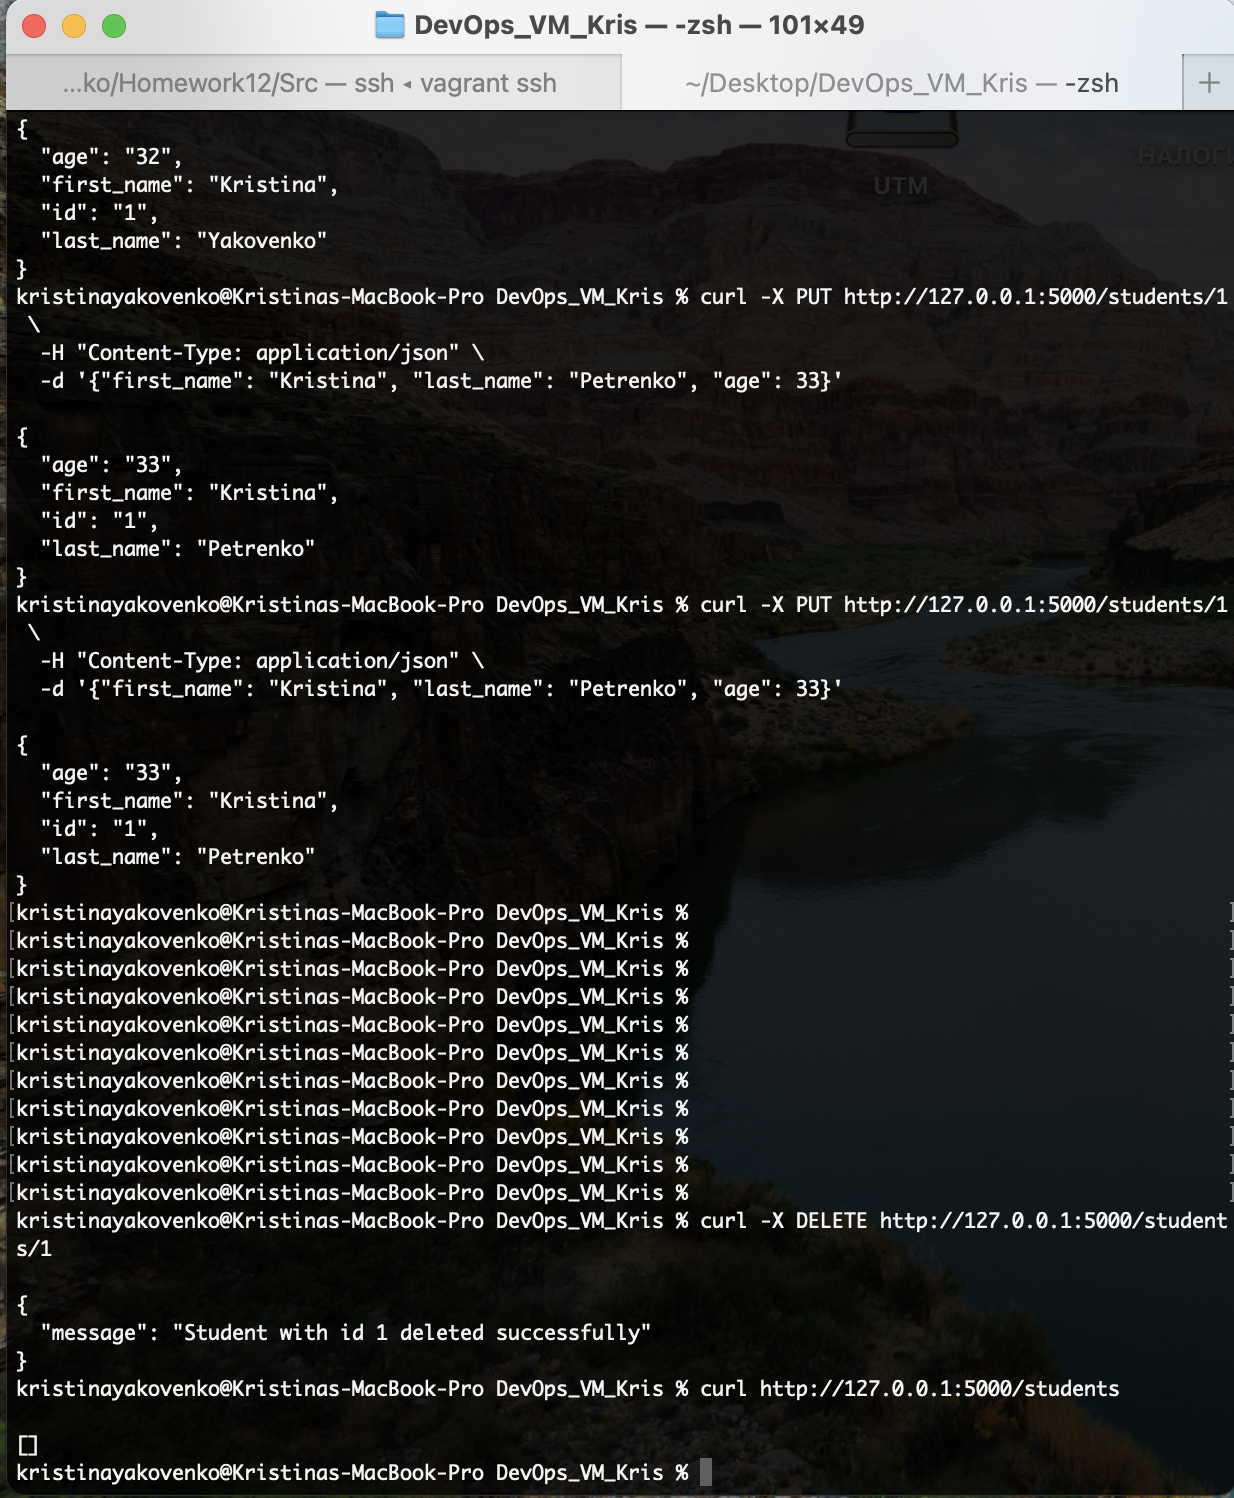 DevOps_VM_Kris — -zsh — 101×49
...ko/Homework12/Src — ssh ◂ vagrant ssh
~/Desktop/DevOps_VM_Kris — -zsh
+
НАЛОГИ
UTM
{
  "age": "32",
  "first_name": "Kristina",
  "id": "1",
  "last_name": "Yakovenko"
}
kristinayakovenko@Kristinas-MacBook-Pro DevOps_VM_Kris % curl -X PUT http://127.0.0.1:5000/students/1
 \
  -H "Content-Type: application/json" \
  -d '{"first_name": "Kristina", "last_name": "Petrenko", "age": 33}'
{
  "age": "33",
  "first_name": "Kristina",
  "id": "1",
  "last_name": "Petrenko"
}
kristinayakovenko@Kristinas-MacBook-Pro DevOps_VM_Kris % curl -X PUT http://127.0.0.1:5000/students/1
 \
  -H "Content-Type: application/json" \
  -d '{"first_name": "Kristina", "last_name": "Petrenko", "age": 33}'
{
  "age": "33",
  "first_name": "Kristina",
  "id": "1",
  "last_name": "Petrenko"
}
[kristinayakovenko@Kristinas-MacBook-Pro DevOps_VM_Kris % ]
[kristinayakovenko@Kristinas-MacBook-Pro DevOps_VM_Kris % ]
[kristinayakovenko@Kristinas-MacBook-Pro DevOps_VM_Kris % ]
[kristinayakovenko@Kristinas-MacBook-Pro DevOps_VM_Kris % ]
[kristinayakovenko@Kristinas-MacBook-Pro DevOps_VM_Kris % ]
[kristinayakovenko@Kristinas-MacBook-Pro DevOps_VM_Kris % ]
[kristinayakovenko@Kristinas-MacBook-Pro DevOps_VM_Kris % ]
[kristinayakovenko@Kristinas-MacBook-Pro DevOps_VM_Kris % ]
[kristinayakovenko@Kristinas-MacBook-Pro DevOps_VM_Kris % ]
[kristinayakovenko@Kristinas-MacBook-Pro DevOps_VM_Kris % ]
[kristinayakovenko@Kristinas-MacBook-Pro DevOps_VM_Kris % ]
kristinayakovenko@Kristinas-MacBook-Pro DevOps_VM_Kris % curl -X DELETE http://127.0.0.1:5000/student
s/1
{
  "message": "Student with id 1 deleted successfully"
}
kristinayakovenko@Kristinas-MacBook-Pro DevOps_VM_Kris % curl http://127.0.0.1:5000/students
[]
kristinayakovenko@Kristinas-MacBook-Pro DevOps_VM_Kris %